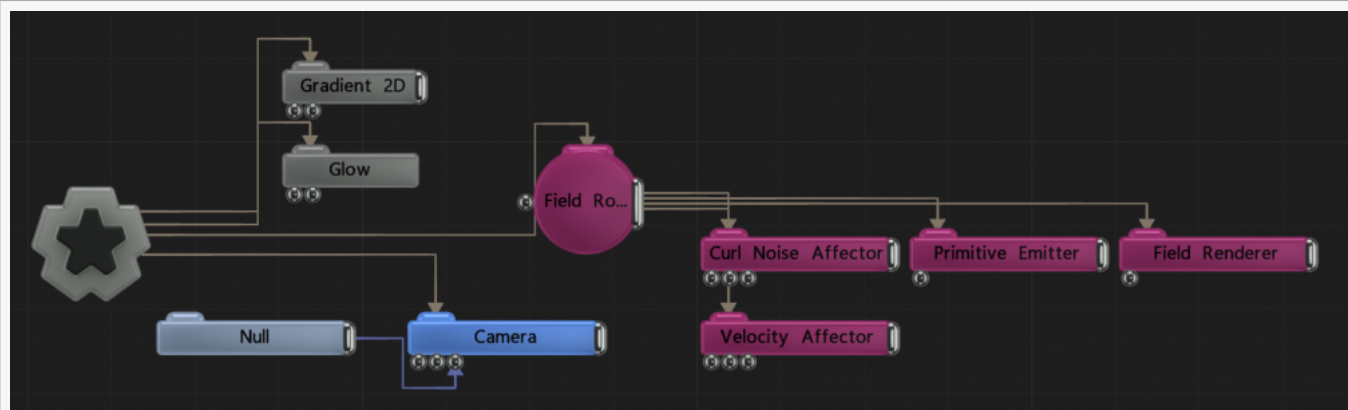 Gradient 2D
Glow
Field Ro...
Curl Noise Affector
Primitive Emitter
Field Renderer
Null
Camera
Velocity Affector